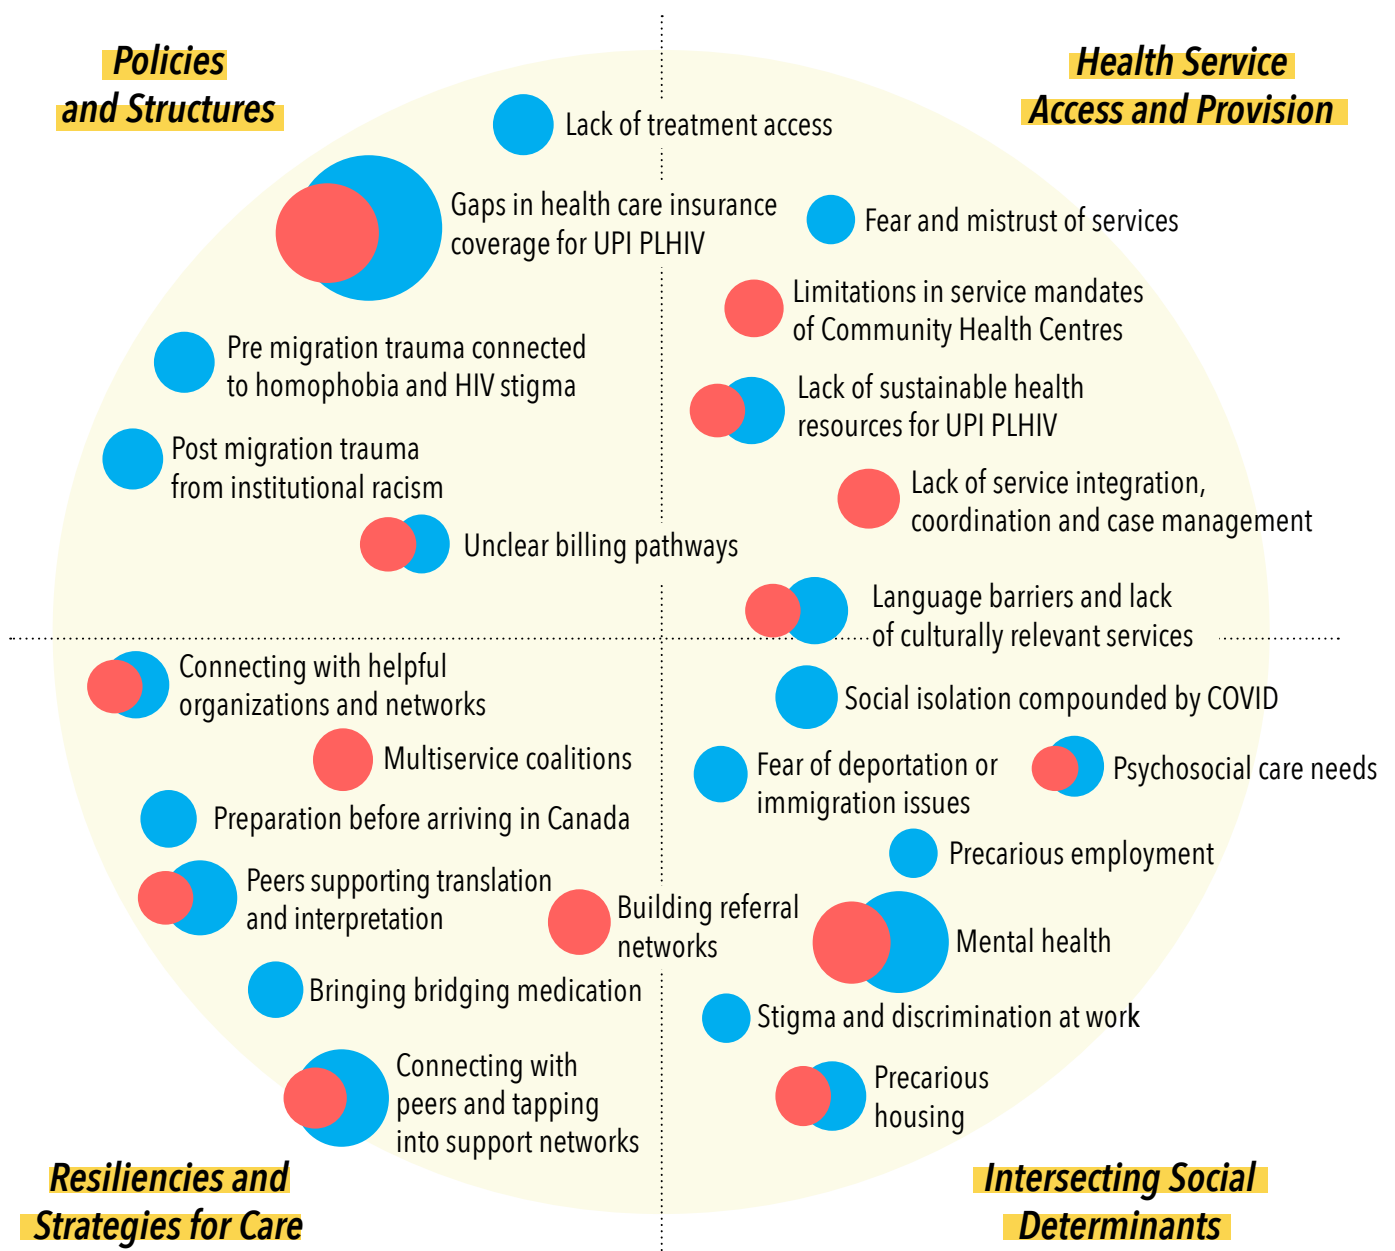 Policies
and Structures
Health Service
Access and Provision
Lack of treatment access
Gaps in health care insurance
coverage for UPI PLHIV
Pre migration trauma connected
to homophobia and HIV stigma
Post migration trauma
from institutional racism
Unclear billing pathways
Fear and mistrust of services
Limitations in service mandates
of Community Health Centres
Lack of sustainable health
resources for UPI PLHIV
Lack of service integration,
coordination and case management
Language barriers and lack
of culturally relevant services
Connecting with helpful
organizations and networks
Multiservice coalitions
Preparation before arriving in Canada
Peers supporting translation
and interpretation
Building referral
networks
Bringing bridging medication
Connecting with
peers and tapping
into support networks
Social isolation compounded by COVID
Fear of deportation or
immigration issues
Psychosocial care needs
Precarious employment
Mental health
Stigma and discrimination at work
Precarious
housing
Resiliencies and
Strategies for Care
Intersecting Social
Determinants